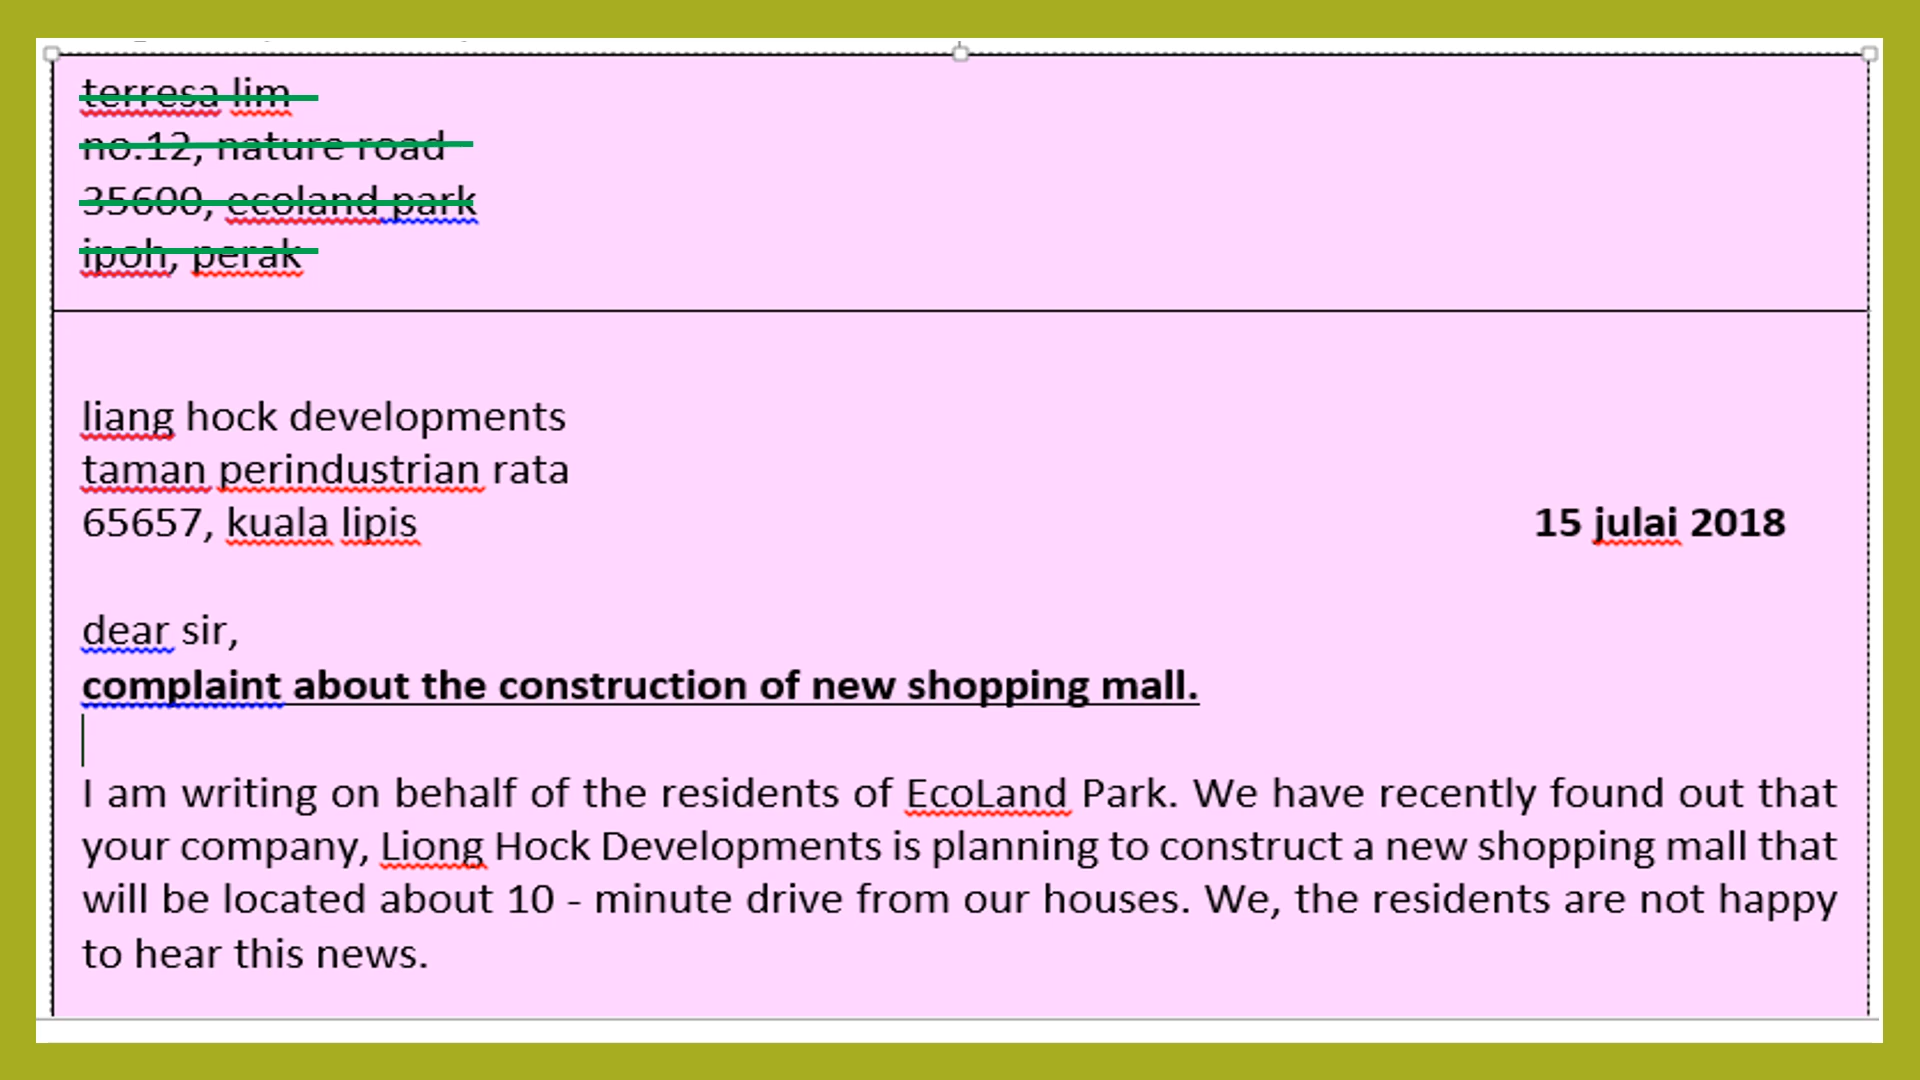 terresa lim
no.12, nature road
35600, ecoland park
ipoh, perak
liang hock developments
taman perindustrian rata
65657, kuala lipis
15 julai 2018
dear sir,
complaint about the construction of new shopping mall.
I am writing on behalf of the residents of EcoLand Park. We have recently found out that
your company, Liong Hock Developments is planning to construct a new shopping mall that
will be located about 10 - minute drive from our houses. We, the residents are not happy
to hear this news.